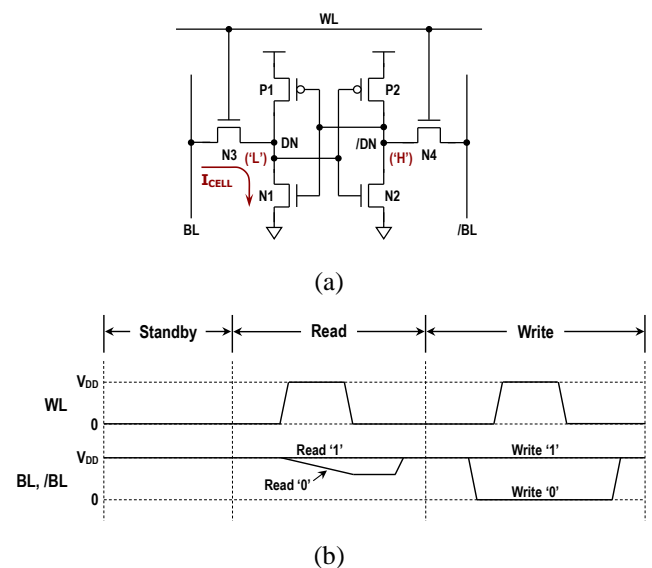 WL
P1
P2
DN
/DN
N3
('L')
('H')
N4
ICELL
N1
N2
BL
/BL
(a)
Standby
Read
Write
VDD
WL
0
VDD
Read '1'
Write '1'
BL, /BL
Read '0'
Write '0'
0
(b)